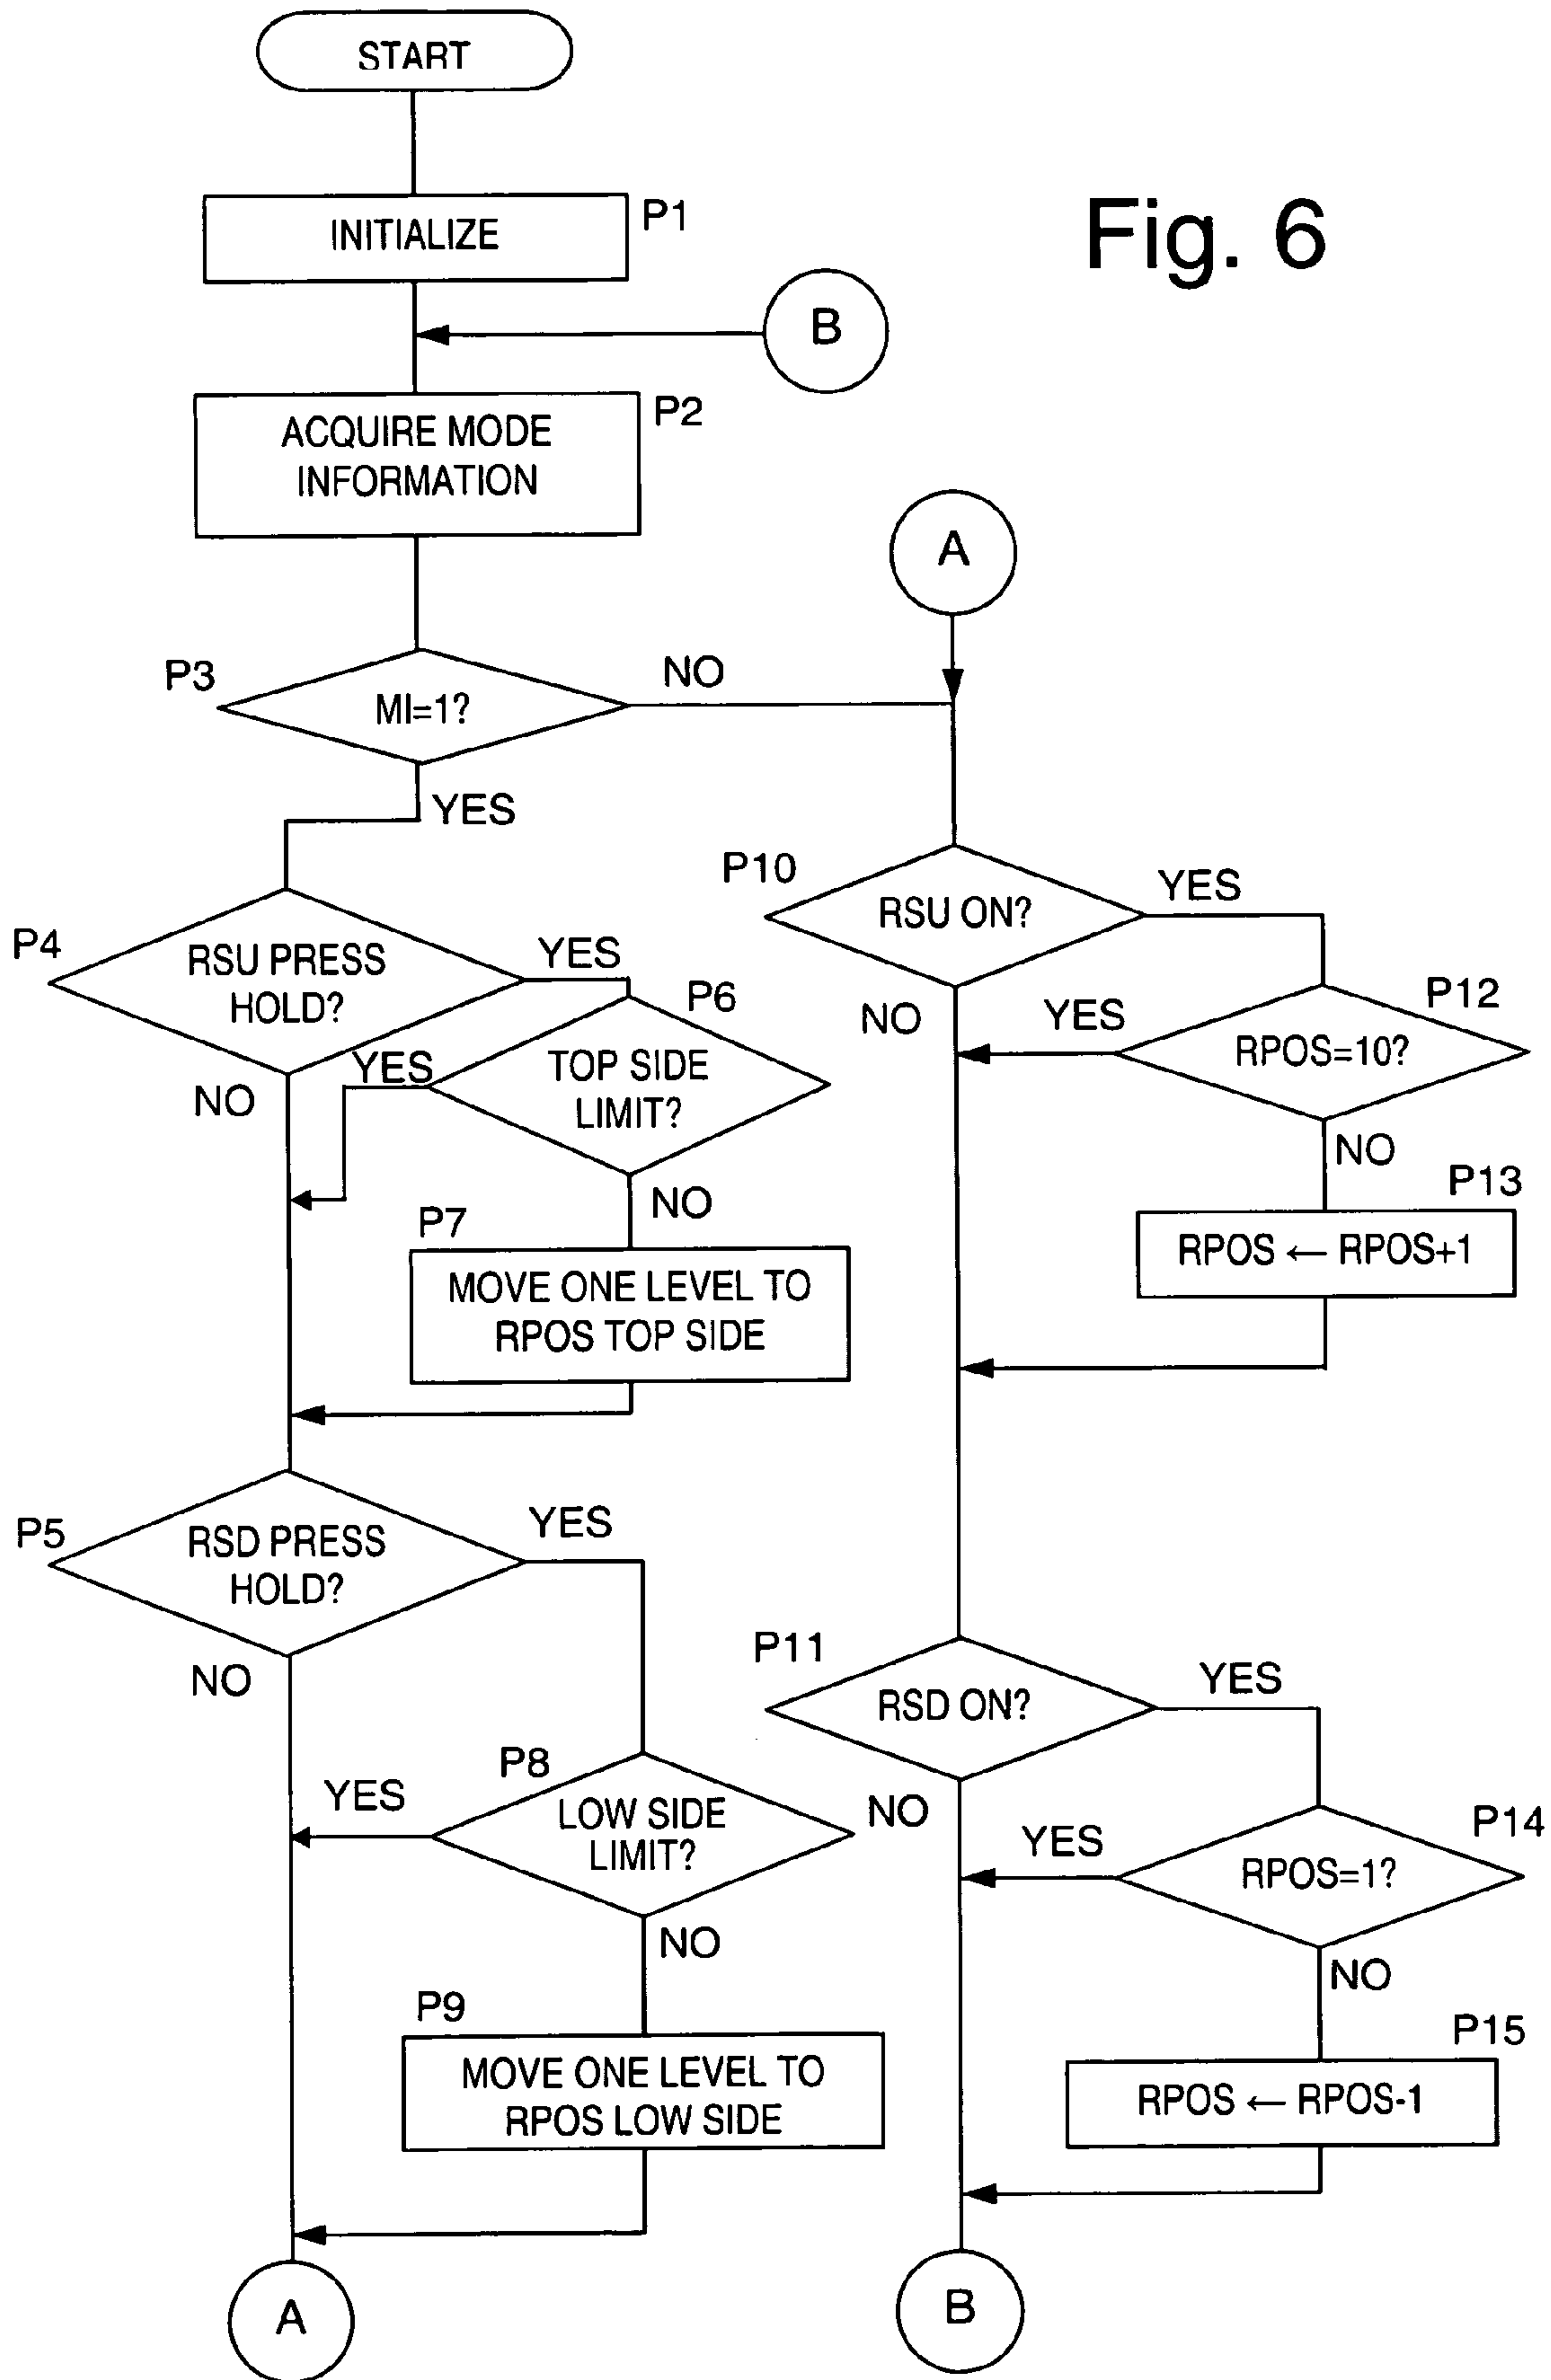 START
Fig. 6
INITIALIZE
P1
B
ACQUIRE MODE
INFORMATION
P2
A
P3
MI=1?
NO
YES
P4
RSU PRESS
HOLD?
YES
NO
P6
TOP SIDE
LIMIT?
YES
NO
P7
MOVE ONE LEVEL TO
RPOS TOP SIDE
P5
RSD PRESS
HOLD?
YES
NO
P8
LOW SIDE
LIMIT?
YES
NO
P9
MOVE ONE LEVEL TO
RPOS LOW SIDE
A
P10
RSU ON?
YES
NO
P12
RPOS=10?
YES
NO
P13
RPOS ← RPOS+1
P11
RSD ON?
YES
NO
P14
RPOS=1?
YES
NO
P15
RPOS ← RPOS-1
B